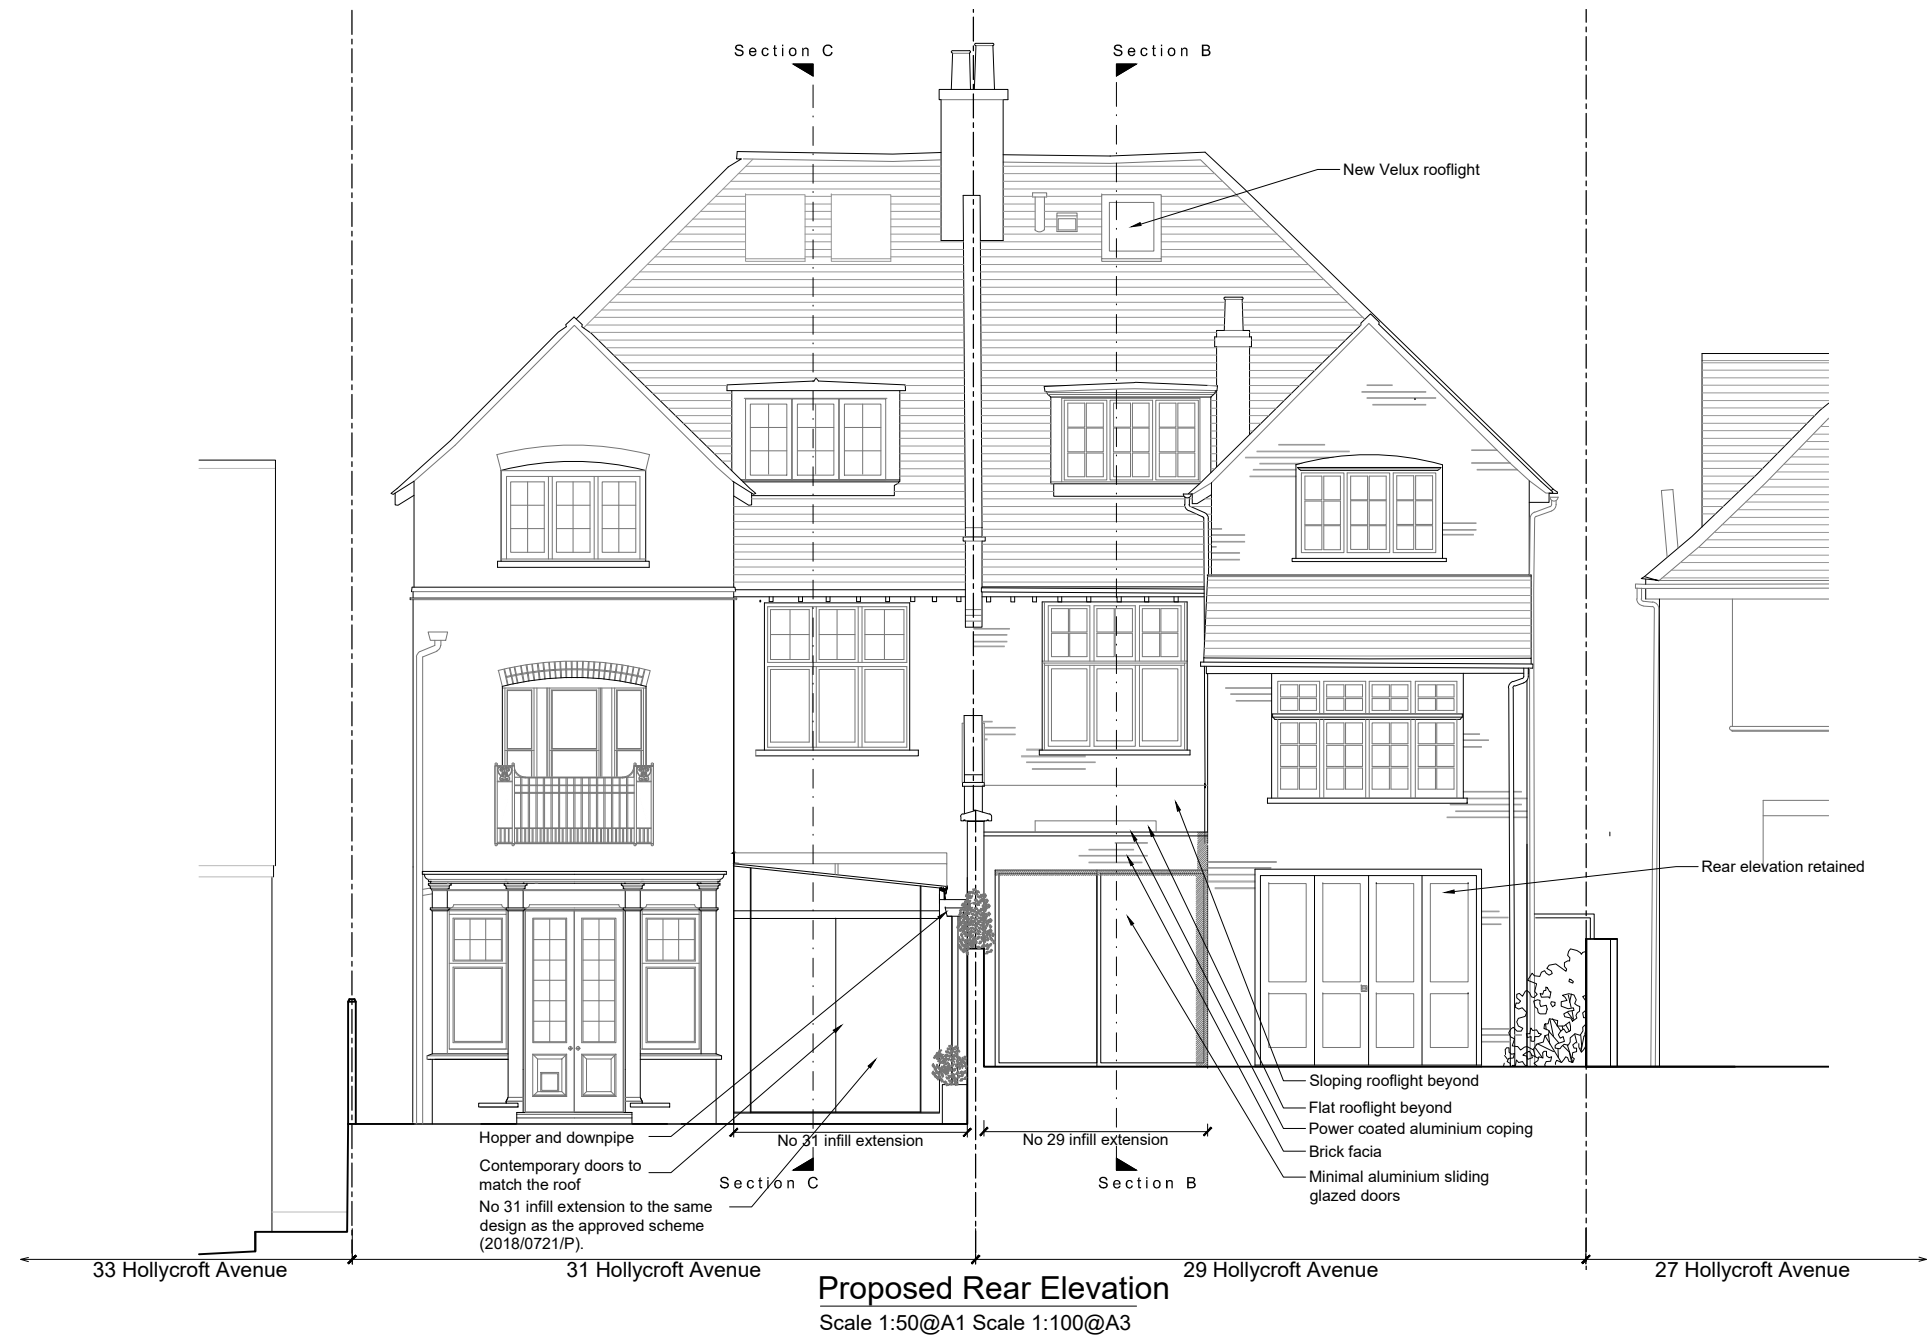 Section C
Section B
New Velux rooflight
Rear elevation retained
Sloping rooflight beyond
Flat rooflight beyond
Power coated aluminium coping
Brick facia
Minimal aluminium sliding
glazed doors
Hopper and downpipe
No 31 infill extension
No 29 infill extension
Contemporary doors to
match the roof
Section C
Section B
No 31 infill extension to the same
design as the approved scheme
(2018/0721/P).
33 Hollycroft Avenue
31 Hollycroft Avenue
29 Hollycroft Avenue
27 Hollycroft Avenue
Proposed Rear Elevation
Scale 1:50@A1 Scale 1:100@A3